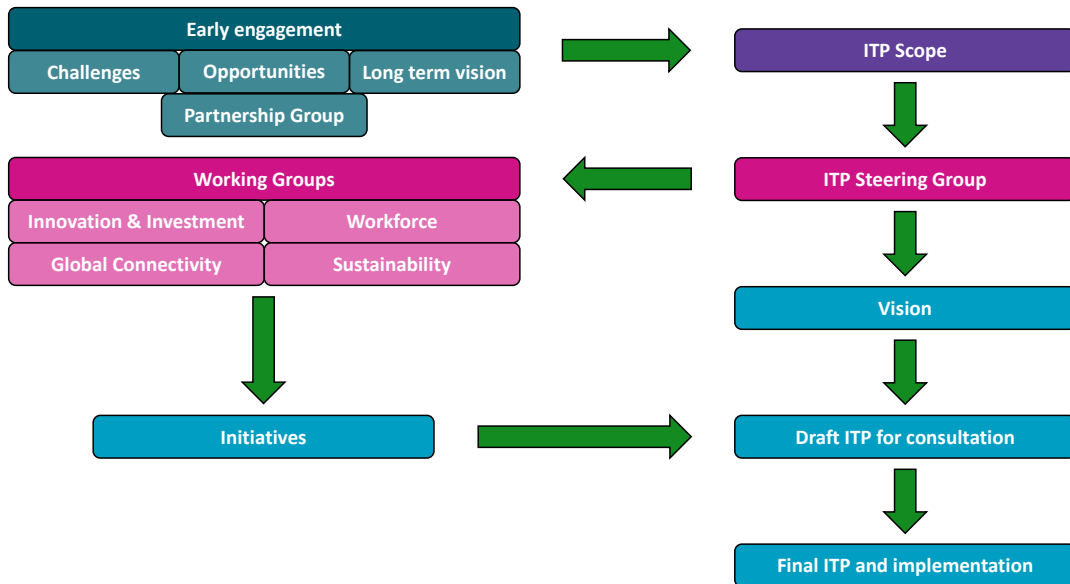 Early engagement
Challenges
Opportunities
Long term vision
Partnership Group
ITP Scope
Working Groups
Innovation & Investment
Workforce
Global Connectivity
Sustainability
ITP Steering Group
Vision
Initiatives
Draft ITP for consultation
Final ITP and implementation